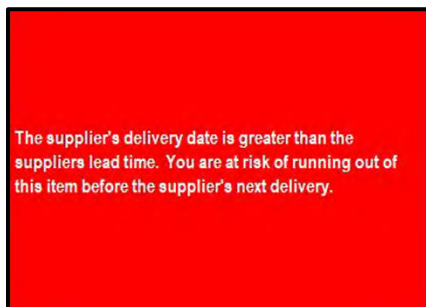 The supplier's delivery date is greater than the
suppliers lead time. You are at risk of running out of
this item before the supplier's next delivery.